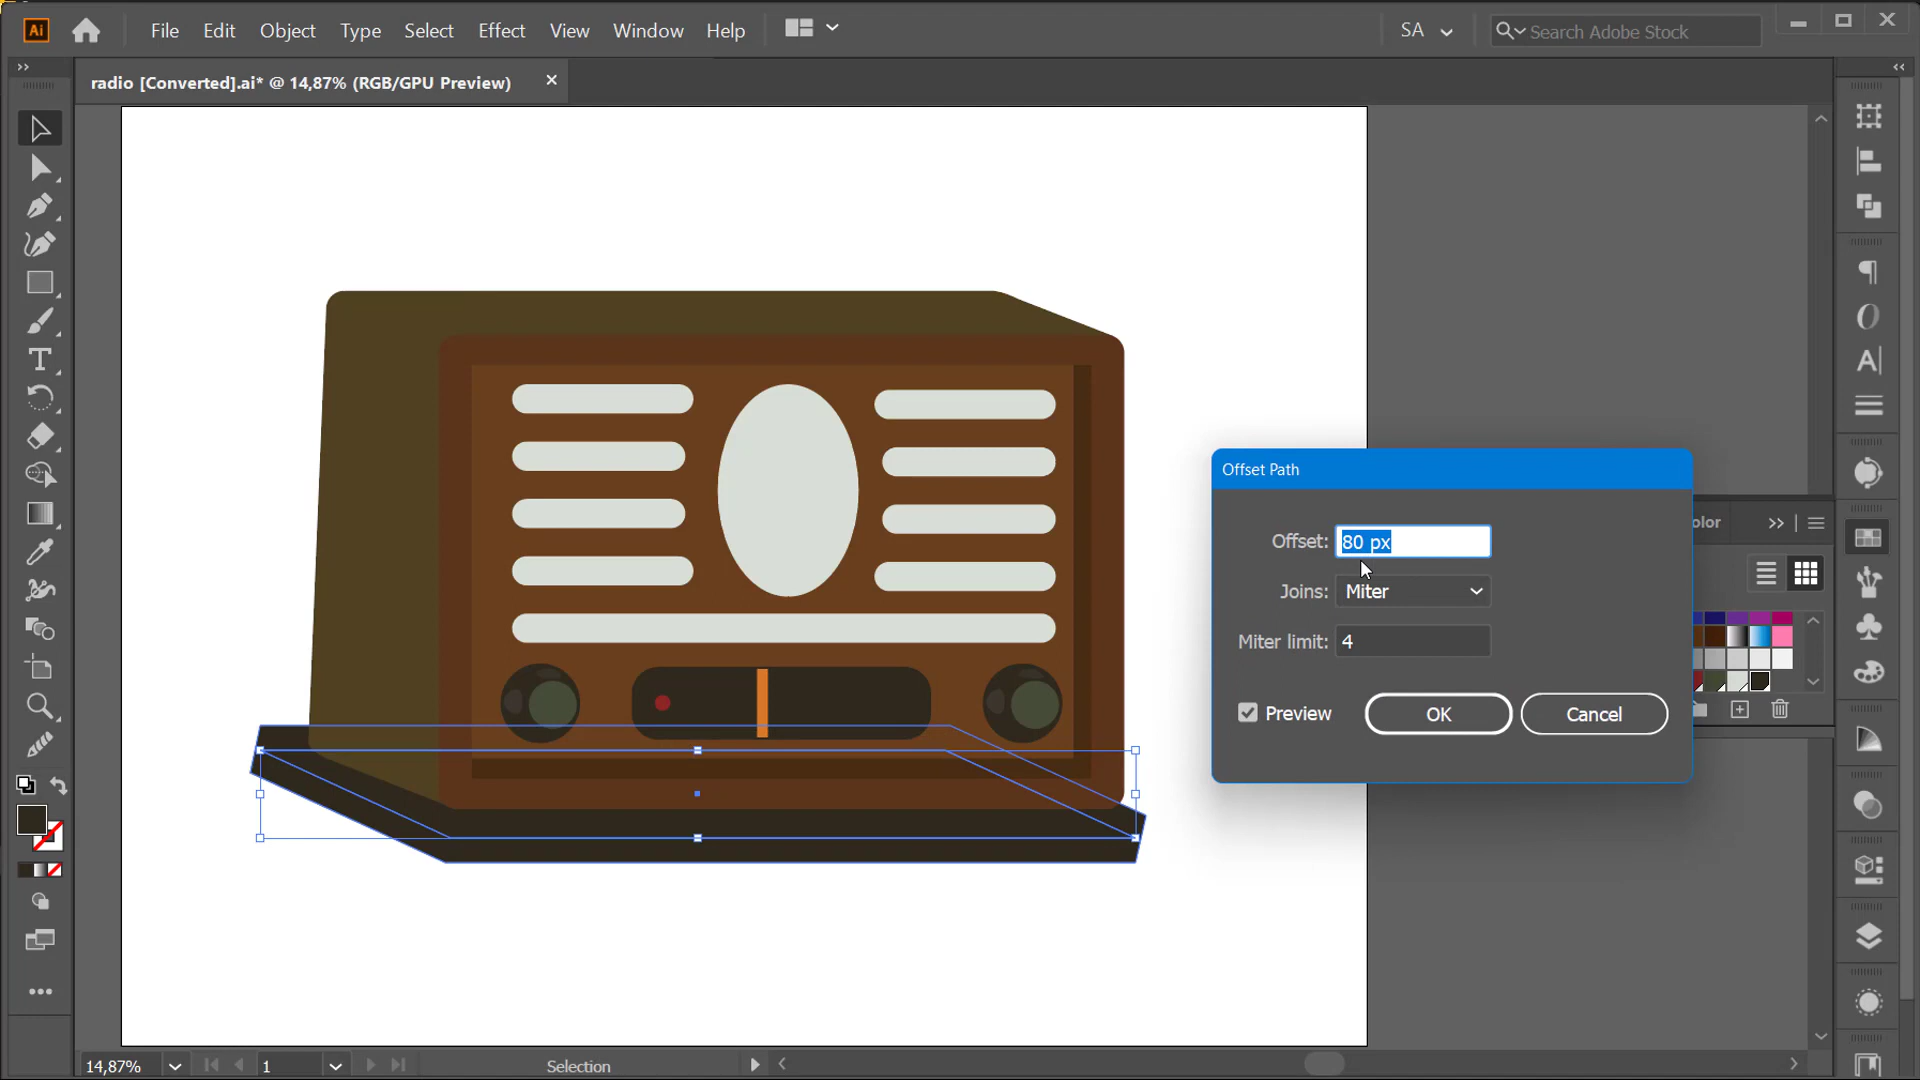 Ai File Edit Object Type Select Effect View Window Help SA Search Adobe Stock
radio [Converted].ai* @ 14,87% (RGB/GPU Preview)
Offset Path
olor
Offset: 80 px
Joins: Miter
Miter limit: 4
Preview OK Cancel
14,87% 1 Selection